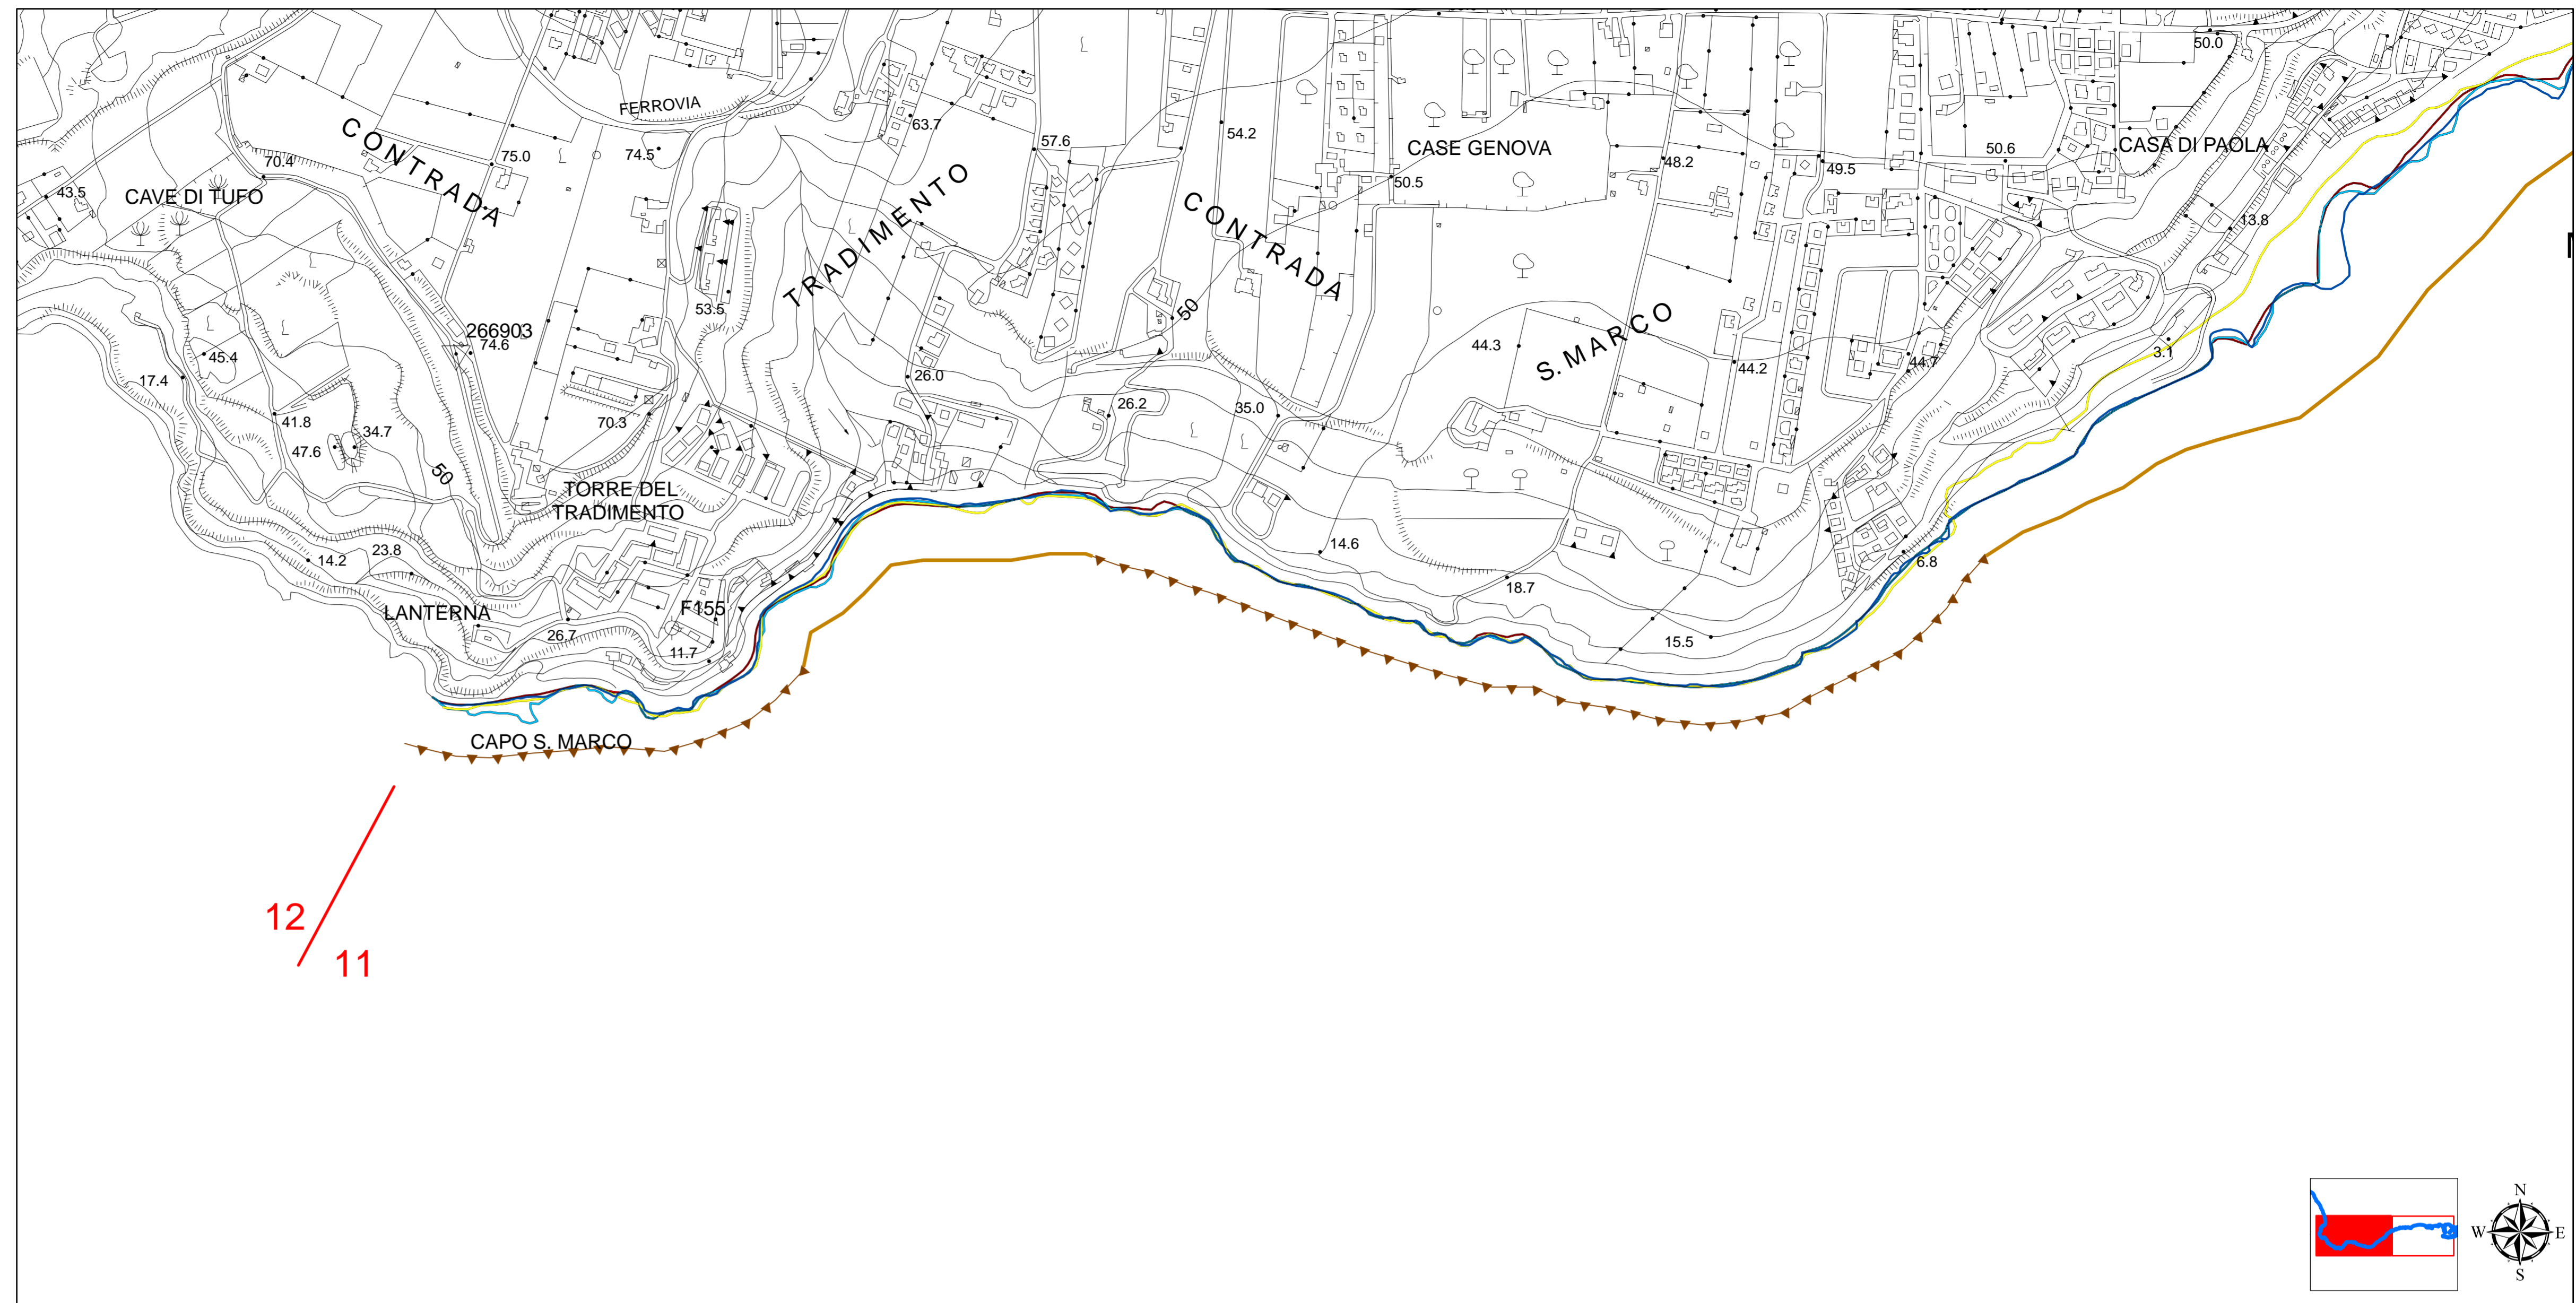 50.0
FERROVIA
63.7
CONTRADA
54.2
57.6
CASE GENOVA
50.6
CASA DI PAOLA
75.0
74.5
70.4
48.2
49.5
50.5
43.5
CAVE DI TUFO
TRADIMENTO
CONTRADA
13.8
53.5
50
S. MARCO
266903
74.6
44.3
45.4
3.1
44.7
44.2
17.4
26.0
26.2
35.0
41.8
70.3
34.7
47.6
50
TORRE DEL
TRADIMENTO
14.6
23.8
14.2
6.8
18.7
F155
LANTERNA
26.7
15.5
11.7
CAPO S. MARCO
12
11
N
W
E
S